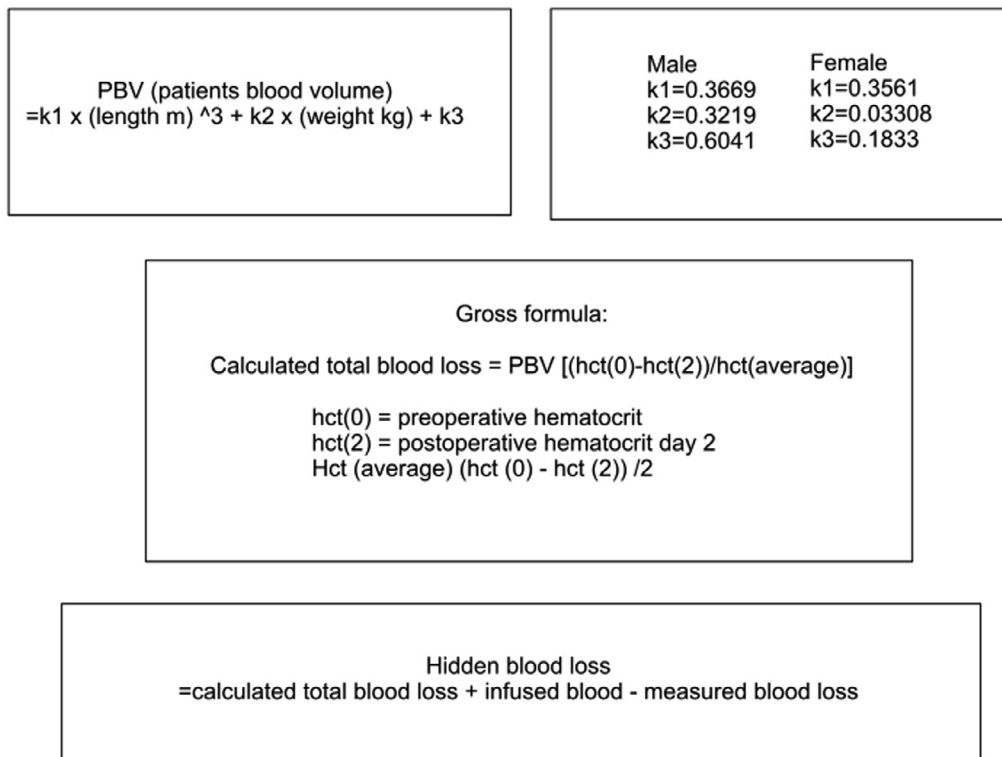 PBV (patients blood volume)
=k1 x (length m) ^3 + k2 x (weight kg) + k3
Male Female
k1=0.3669 k1=0.3561
k2=0.3219 k2=0.03308
k3=0.6041 k3=0.1833
Gross formula:
Calculated total blood loss = PBV [(hct(0)-hct(2))/hct(average)]
hct(0) = preoperative hematocrit
hct(2) = postoperative hematocrit day 2
Hct (average) (hct (0) - hct (2)) /2
Hidden blood loss
=calculated total blood loss + infused blood - measured blood loss